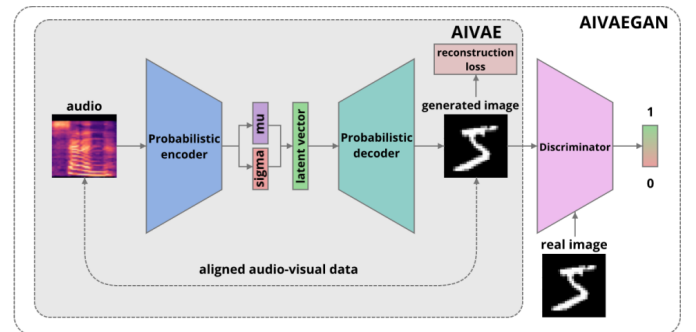 AIVAEGAN
AIVAE
reconstruction
loss
audio
generated image
1
Probabilistic
encoder
mu
sigma
latent vector
Probabilistic
decoder
Discriminator
0
real image
aligned audio-visual data